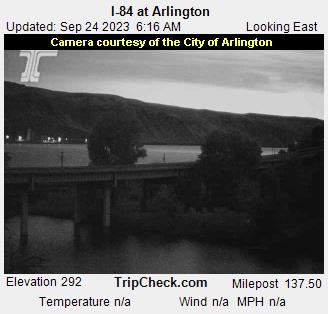 I-84 at Arlington
Updated: Sep 24 2023 6:16 AM Looking East
Camera courtesy of the City of Arlington
Elevation 292 TripCheck.com Milepost 137.50
Temperature n/a Wind n/a MPH n/a